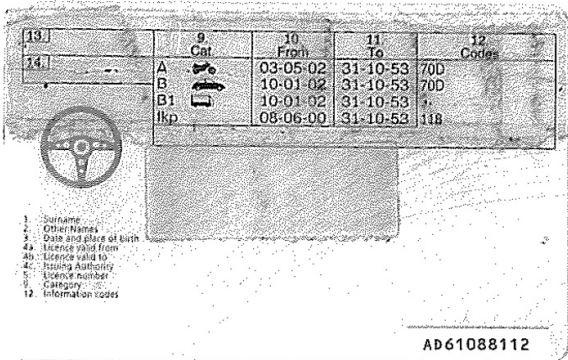 13.
14.
9 10 11 12
Cat. From To Codes
A 03-05-02 31-10-53 70D
B 10-01-02 31-10-53 70D
B1 10-01-02 31-10-53
fkp 08-06-00 31-10-53 118
1. Surname
2. Other Names
3. Date and place of birth
4a. Licence valid from
4b. Licence valid to
4c. Issuing Authority
5. Licence number
9. Category
12. Information codes
AD61088112